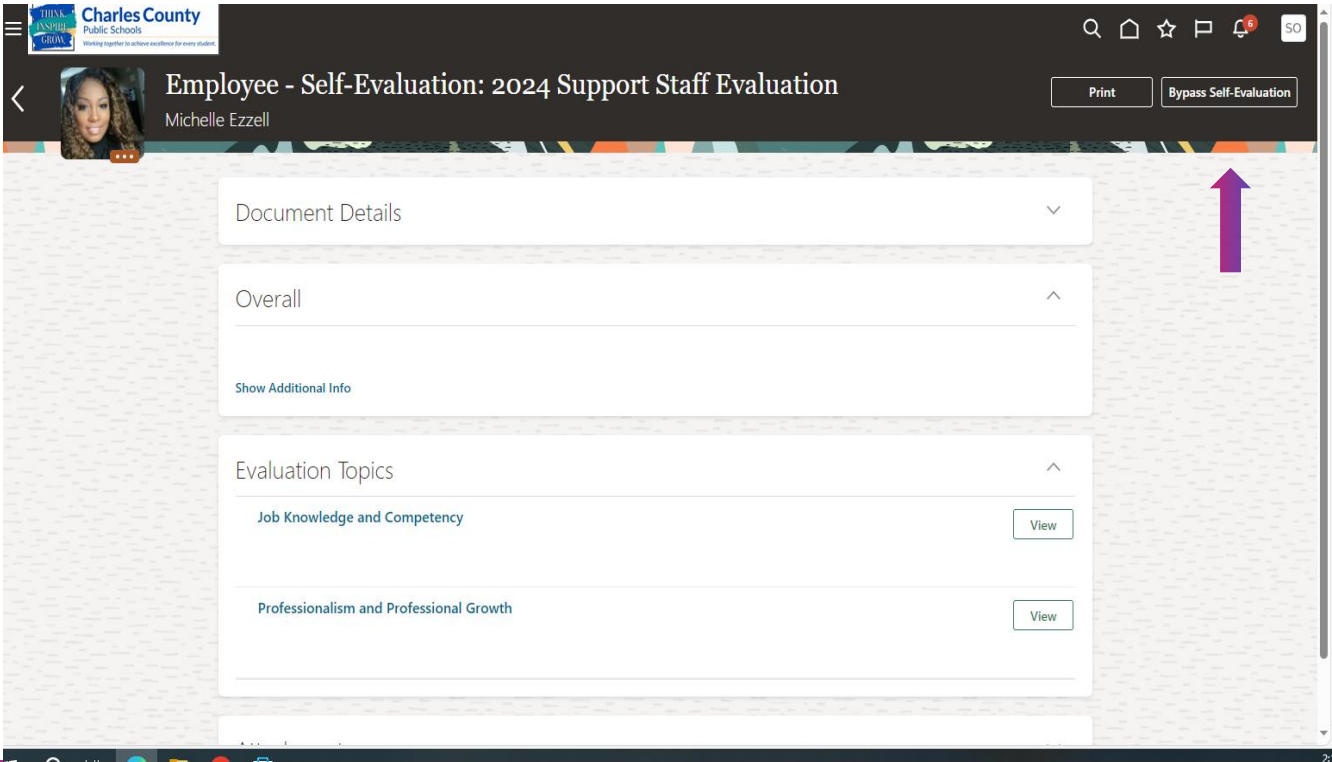 THINK
INSPIRE
GROW
Charles County
Public Schools
Working together to achieve excellence for every student.
6
SO
Employee - Self-Evaluation: 2024 Support Staff Evaluation
Michelle Ezzell
Print
Bypass Self-Evaluation
Document Details
Overall
Show Additional Info
Evaluation Topics
Job Knowledge and Competency
View
Professionalism and Professional Growth
View